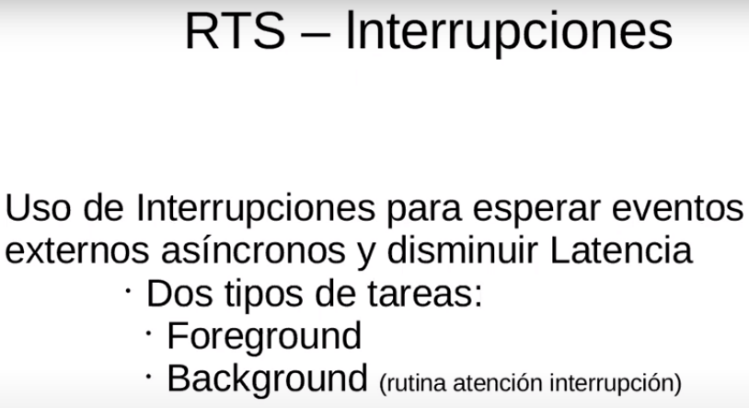 RTS – Interrupciones
Uso de Interrupciones para esperar eventos
externos asíncronos y disminuir Latencia
· Dos tipos de tareas:
· Foreground
· Background (rutina atención interrupción)